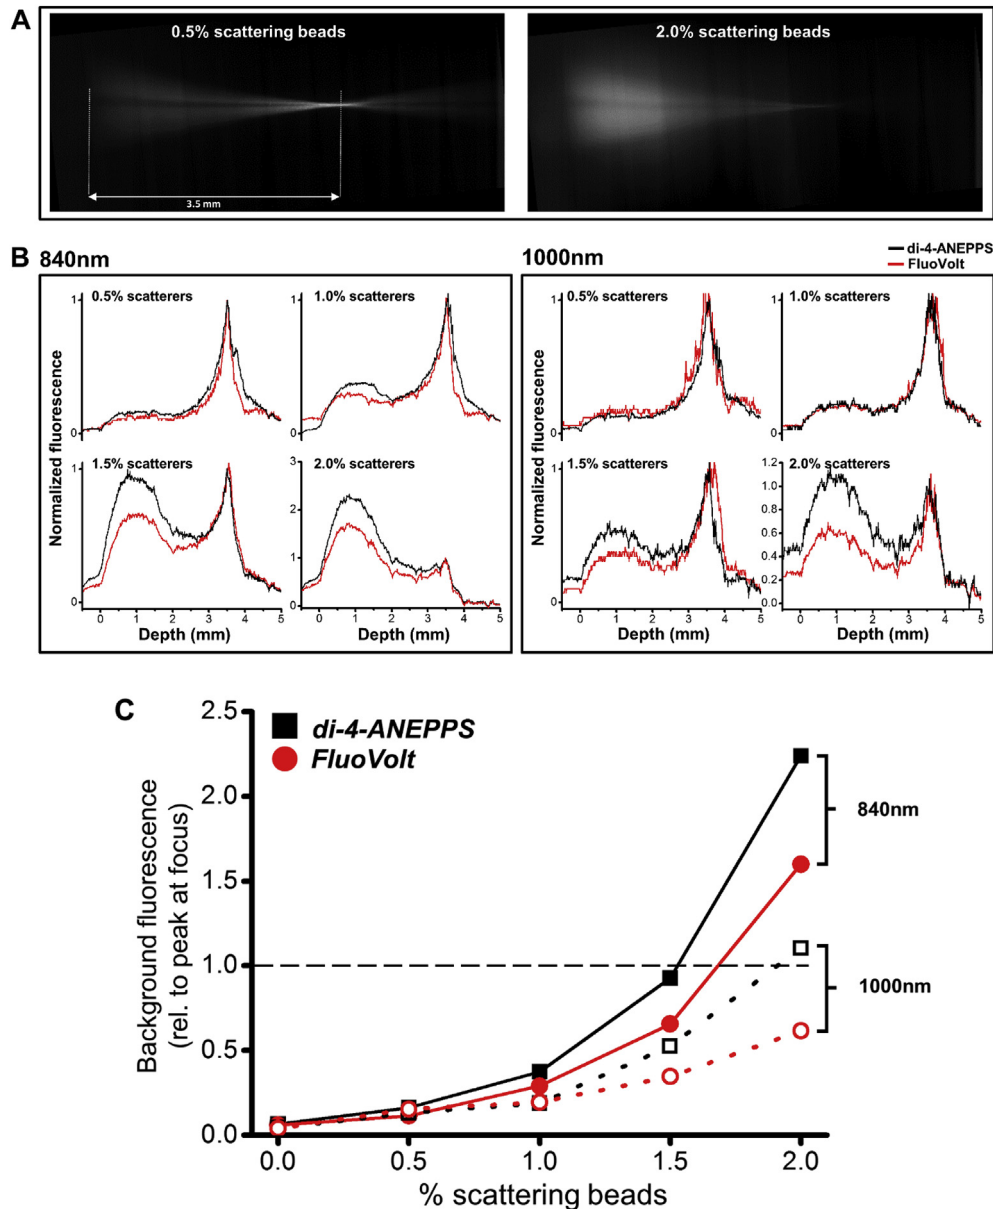 A
0.5% scattering beads
2.0% scattering beads
3.5 mm
B
840nm
1000nm
di-4-ANEPPS
FluoVolt
Normalized fluorescence
0.5% scatterers
1
0
1.0% scatterers
1
0
1.5% scatterers
1
0
0 1 2 3 4 5
Depth (mm)
2.0% scatterers
3
2
1
0
0 1 2 3 4 5
Depth (mm)
Normalized fluorescence
0.5% scatterers
1
0
1.0% scatterers
1
0
1.5% scatterers
1
0
0 1 2 3 4 5
Depth (mm)
2.0% scatterers
1.2
1.0
0.8
0.6
0.4
0.2
0.0
0 1 2 3 4 5
Depth (mm)
C
di-4-ANEPPS
FluoVolt
Background fluorescence
(rel. to peak at focus)
2.5
2.0
1.5
1.0
0.5
0.0
840nm
1000nm
0.0 0.5 1.0 1.5 2.0
% scattering beads